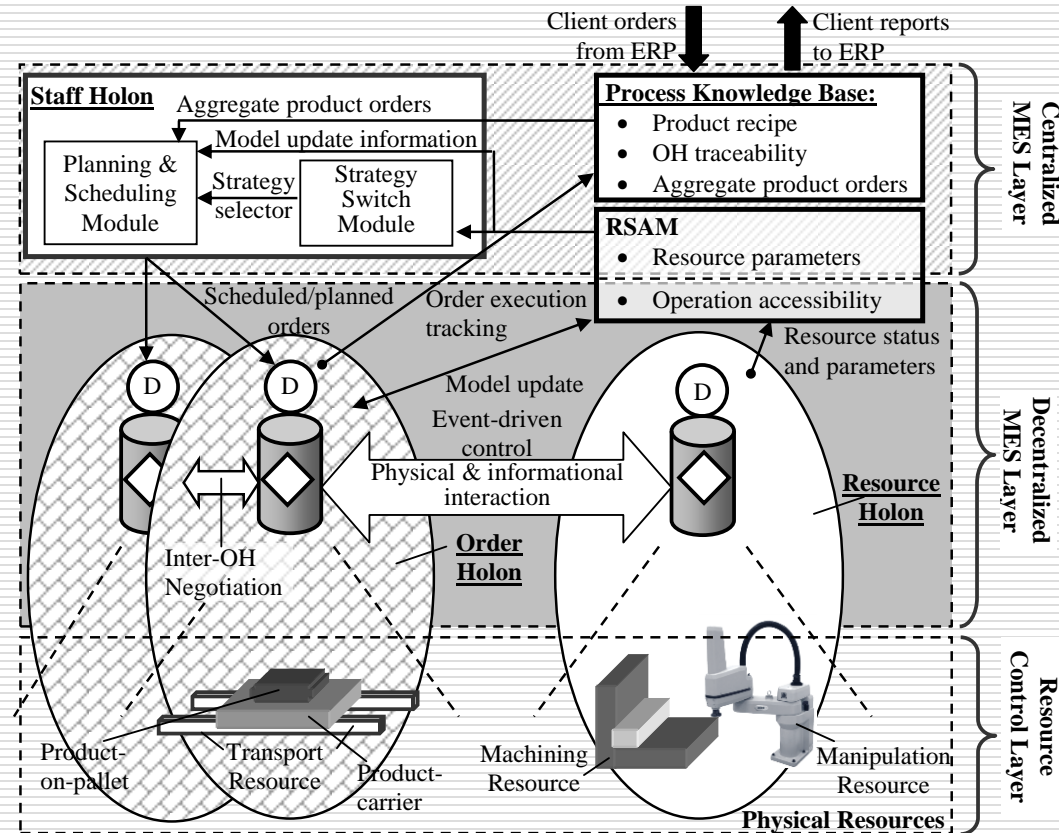 Client orders
from ERP
Client reports
to ERP
Staff Holon
Aggregate product orders
Model update information
Planning &
Scheduling
Module
Strategy
selector
Strategy
Switch
Module
Process Knowledge Base:
• Product recipe
• OH traceability
• Aggregate product orders
RSAM
• Resource parameters
• Operation accessibility
Centralized
MES Layer
Scheduled/planned
orders
Order execution
tracking
Resource status
and parameters
D
D
D
Model update
Event-driven
control
Physical & informational
interaction
Inter-OH
Negotiation
Order
Holon
Resource
Holon
Decentralized
MES Layer
Product-
on-pallet
Transport
Resource
Product-
carrier
Machining
Resource
Manipulation
Resource
Physical Resources
Resource
Control Layer